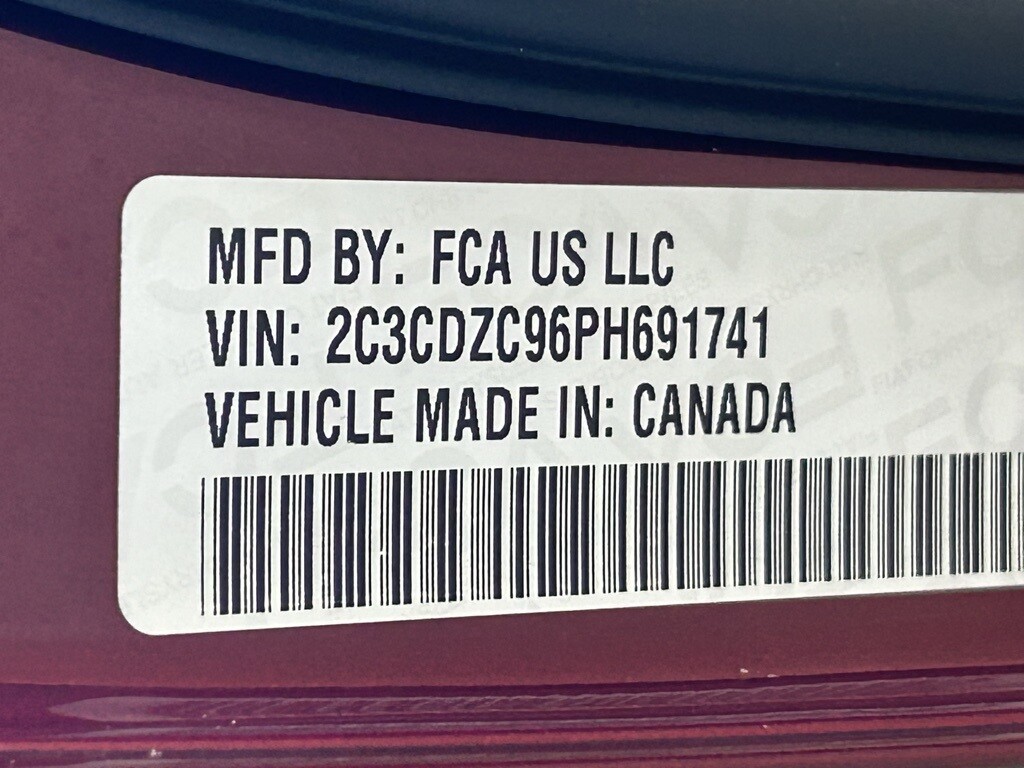 MFD BY: FCA US LLC
VIN: 2C3CDZC96PH691741
VEHICLE MADE IN: CANADA